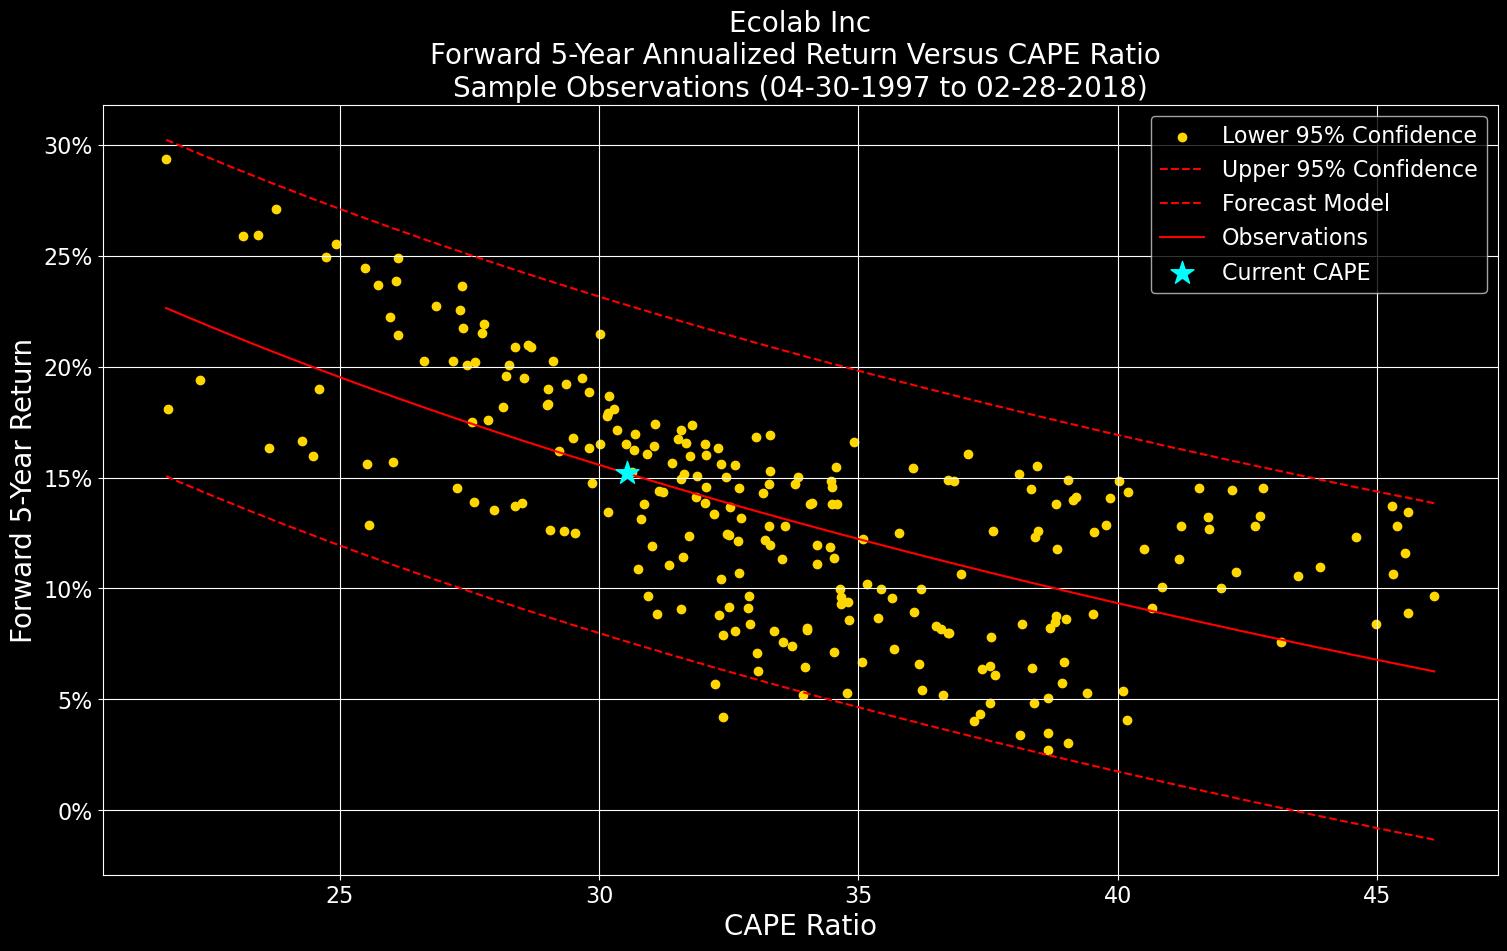 Ecolab Inc
Forward 5-Year Annualized Return Versus CAPE Ratio
Sample Observations (04-30-1997 to 02-28-2018)
Lower 95% Confidence
Upper 95% Confidence
Forecast Model
Observations
Current CAPE
Forward 5-Year Return
30%
25%
20%
15%
10%
5%
0%
25
30
35
40
45
CAPE Ratio